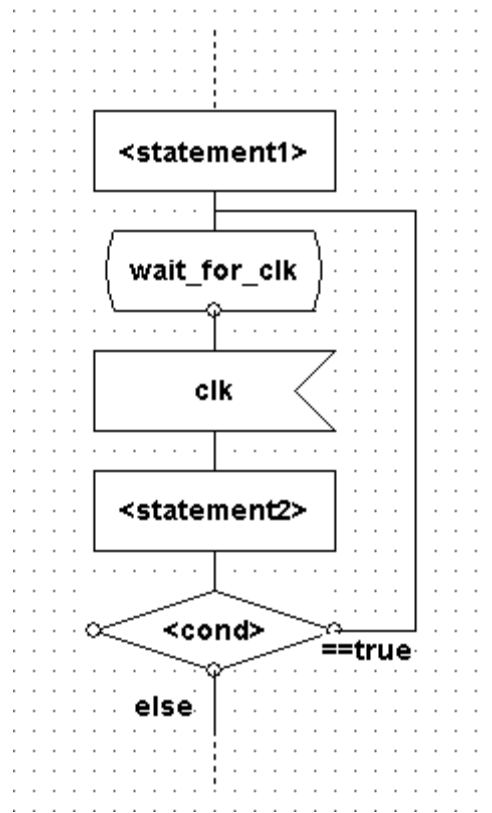 <statement1>
wait_for_clk
clk
<statement2>
<cond>
==true
else